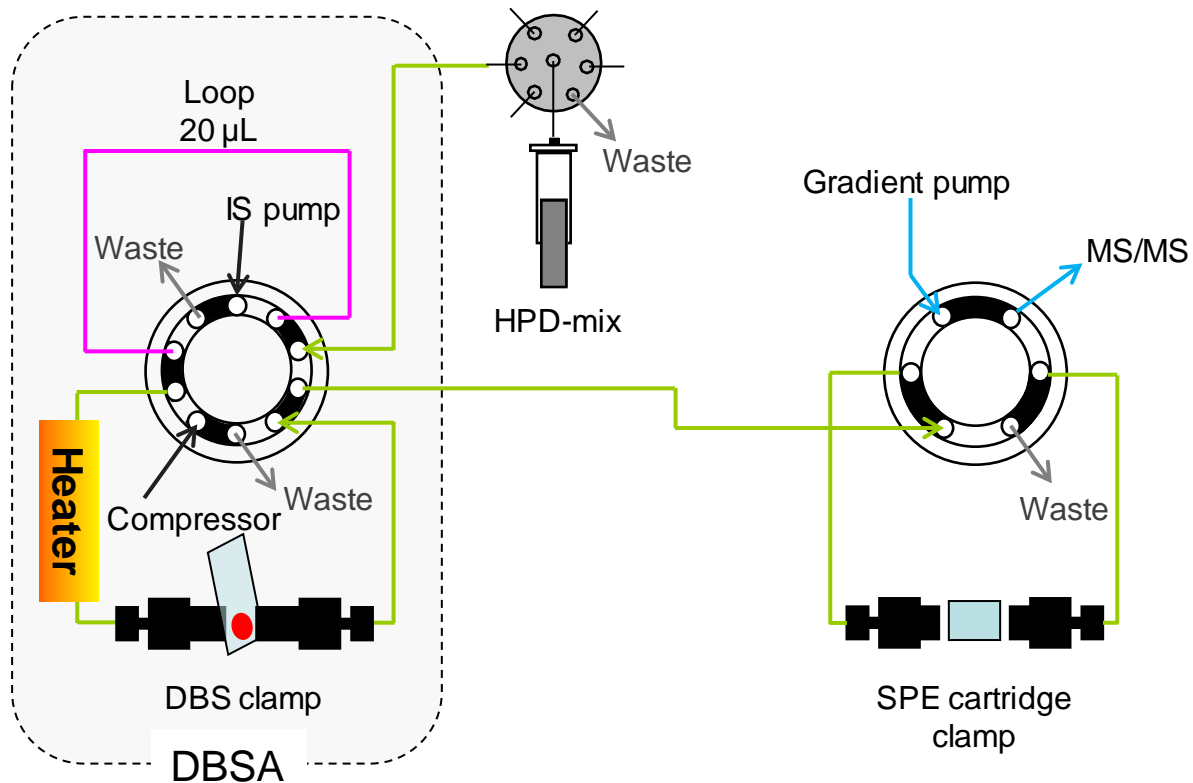 Loop
20 µL
IS pump
Waste
Waste
HPD-mix
Gradient pump
MS/MS
Heater
Waste
Compressor
Waste
DBS clamp
SPE cartridge
clamp
DBSA